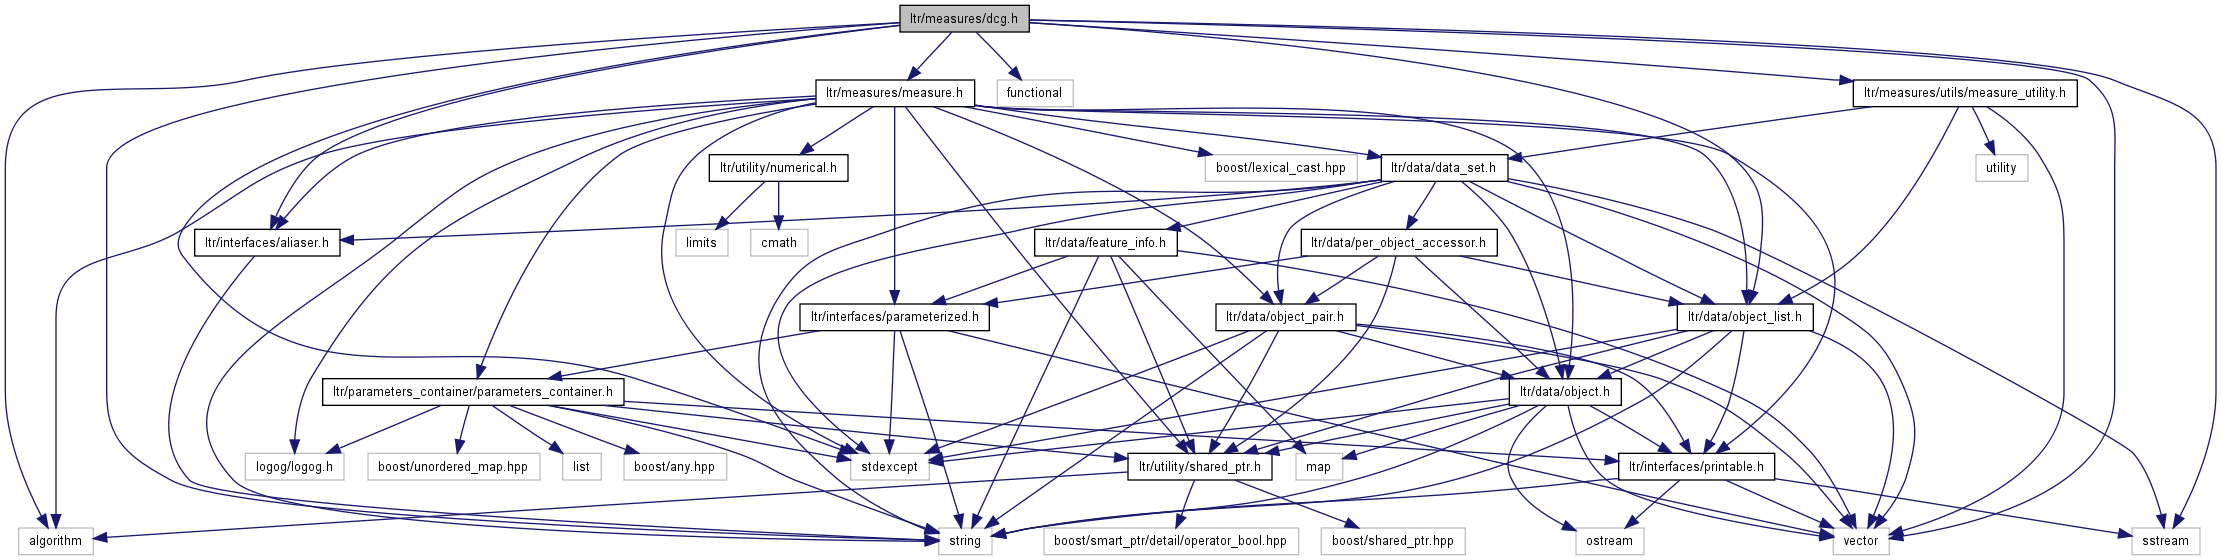 ltr/measures/dcg.h
ltr/measures/measure.h
functional
ltr/measures/utils/measure_utility.h
ltr/utility/numerical.h
boost/lexical_cast.hpp
ltr/data/data_set.h
utility
ltr/interfaces/aliaser.h
limits
cmath
ltr/data/feature_info.h
ltr/data/per_object_accessor.h
ltr/interfaces/parameterized.h
ltr/data/object_pair.h
ltr/data/object_list.h
ltr/parameters_container/parameters_container.h
ltr/data/object.h
logog/logog.h
boost/unordered_map.hpp
list
boost/any.hpp
stdexcept
ltr/utility/shared_ptr.h
map
ltr/interfaces/printable.h
algorithm
string
boost/smart_ptr/detail/operator_bool.hpp
boost/shared_ptr.hpp
ostream
vector
sstream